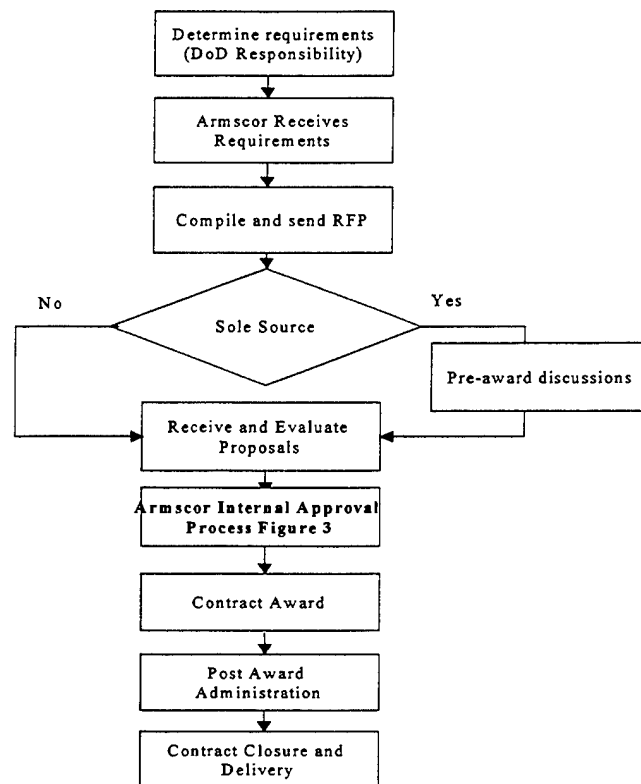 Determine requirements
(DoD Responsibility)
Armscor Receives
Requirements
Compile and send RFP
No
Yes
Sole Source
Pre-award discussions
Receive and Evaluate
Proposals
Armscor Internal Approval
Process Figure 3
Contract Award
Post Award
Administration
Contract Closure and
Delivery